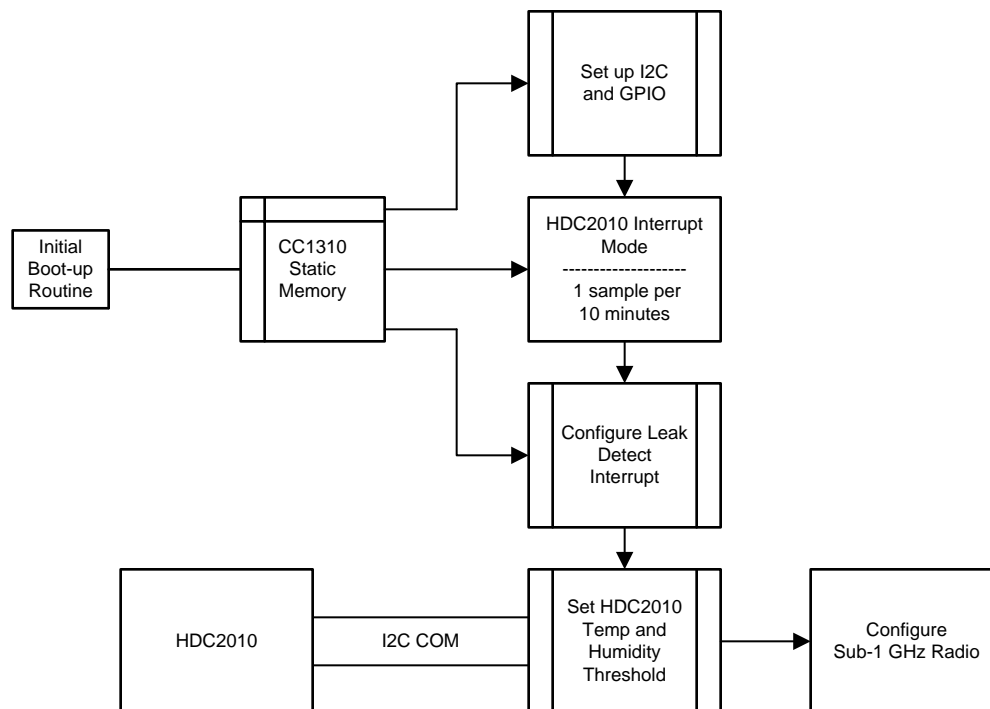 Set up I2C
and GPIO
Initial
Boot-up
Routine
CC1310
Static
Memory
HDC2010 Interrupt
Mode
---------------------
1 sample per
10 minutes
Configure Leak
Detect
Interrupt
HDC2010
I2C COM
Set HDC2010
Temp and
Humidity
Threshold
Configure
Sub-1 GHz Radio